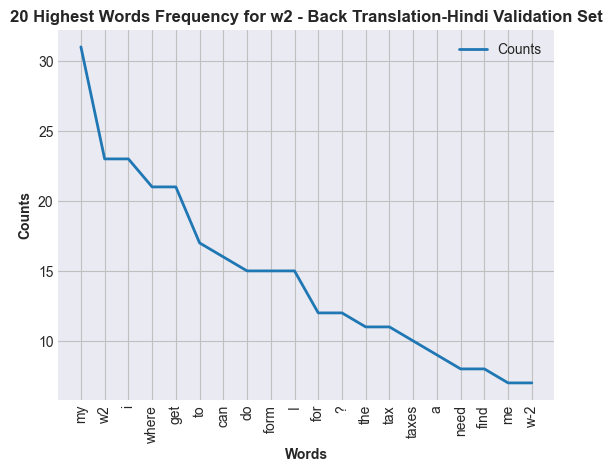 20 Highest Words Frequency for w2 - Back Translation-Hindi Validation Set
Counts
30
25
20
15
10
Counts
my
w2
i
where
get
to
can
do
form
I
for
?
the
tax
taxes
a
need
find
me
w-2
Words